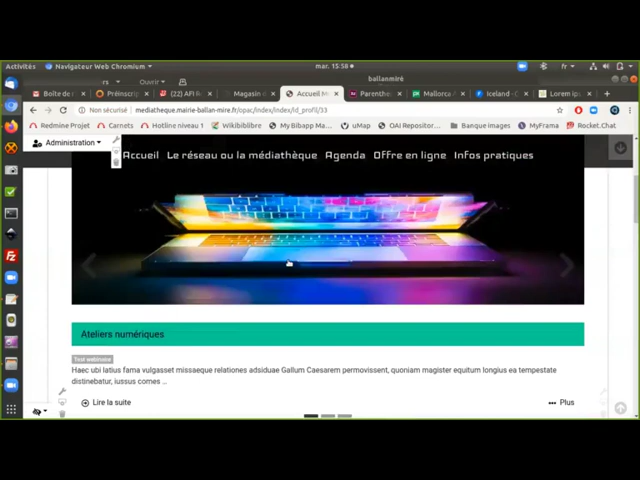 Activités
Navigateur Web Chromium
mar. 15:58
fr
Ouvrir
ballanmiré
Boîte de
Préinscrip
(22) AFI R
Magasin d
Accueil M
Parenthe
Mallorca
Iceland -
Lorem ip
Non sécurisé
mediatheque.mairie-ballan-mire.fr/opac/index/index/id_profil/33
Redmine Projet
Carnets
Hotline niveau 1
Wikibiblibre
My Bibapp Ma...
uMap
OAI Repositor...
Banque images
MyFrama
Rocket.Chat
Administration
Accueil
Le réseau ou la médiathèque
Agenda
Offre en ligne
Infos pratiques
Ateliers numériques
Test webinaire
Haec ubi latius fama vulgasset missaeque relationes adsiduae Gallum Caesarem permovissent, quoniam magister equitum longius ea tempestate
distinebatur, iussus comes ...
Lire la suite
Plus